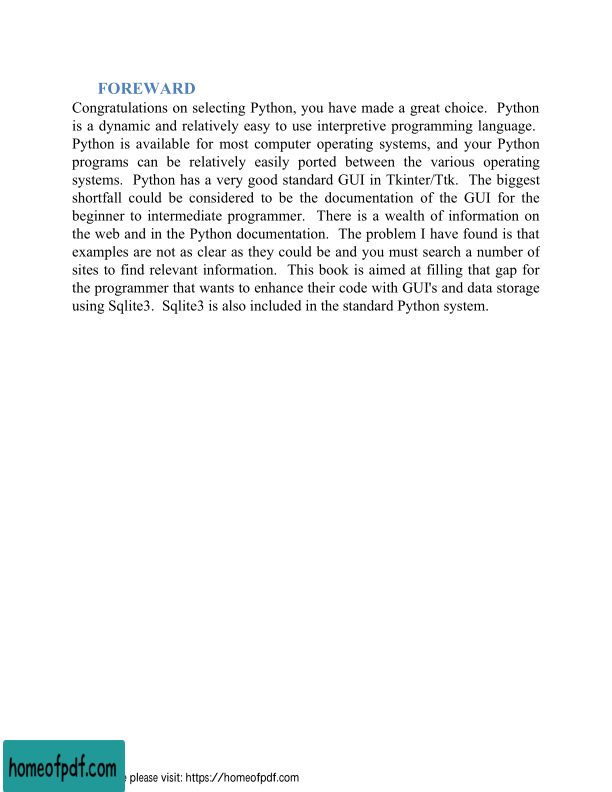 FOREWARD
Congratulations on selecting Python, you have made a great choice.  Python
is a dynamic and relatively easy to use interpretive programming language.
Python is available for most computer operating systems, and your Python
programs can be relatively easily ported between the various operating
systems.  Python has a very good standard GUI in Tkinter/Ttk.  The biggest
shortfall could be considered to be the documentation of the GUI for the
beginner to intermediate programmer.  There is a wealth of information on
the web and in the Python documentation.  The problem I have found is that
examples are not as clear as they could be and you must search a number of
sites to find relevant information.  This book is aimed at filling that gap for
the programmer that wants to enhance their code with GUI's and data storage
using Sqlite3.  Sqlite3 is also included in the standard Python system.
homeofpdf.com
please visit: https://homeofpdf.com